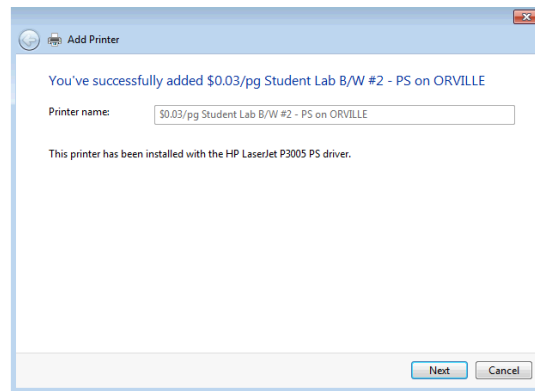 Add Printer
You've successfully added $0.03/pg Student Lab B/W #2 - PS on ORVILLE
Printer name:
$0.03/pg Student Lab B/W #2 - PS on ORVILLE
This printer has been installed with the HP LaserJet P3005 PS driver.
Next Cancel